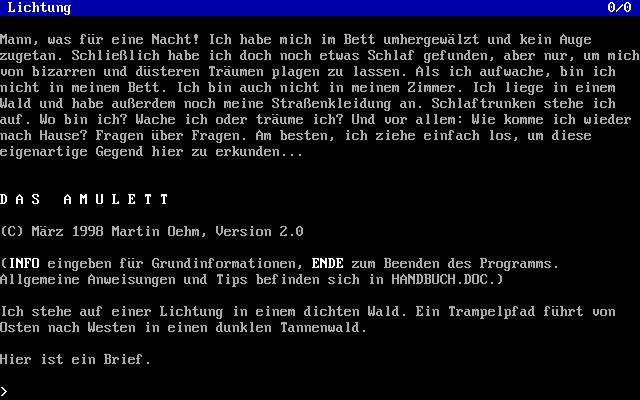 Lichtung 0/0
Mann, was für eine Nacht! Ich habe mich im Bett umhergewälzt und kein Auge
zugetan. Schließlich habe ich doch noch etwas Schlaf gefunden, aber nur, um mich
von bizarren und düsteren Träumen plagen zu lassen. Als ich aufwache, bin ich
nicht in meinem Bett. Ich bin auch nicht in meinem Zimmer. Ich liege in einem
Wald und habe außerdem noch meine Straßenkleidung an. Schlaftrunken stehe ich
auf. Wo bin ich? Wache ich oder träume ich? Und vor allem: Wie komme ich wieder
nach Hause? Fragen über Fragen. Am besten, ich ziehe einfach los, um diese
eigenartige Gegend hier zu erkunden...
D A S   A M U L E T T
(C) März 1998 Martin Oehm, Version 2.0
(INFO eingeben für Grundinformationen, ENDE zum Beenden des Programms.
Allgemeine Anweisungen und Tips befinden sich in HANDBUCH.DOC.)
Ich stehe auf einer Lichtung in einem dichten Wald. Ein Trampelpfad führt von
Osten nach Westen in einen dunklen Tannenwald.
Hier ist ein Brief.
>